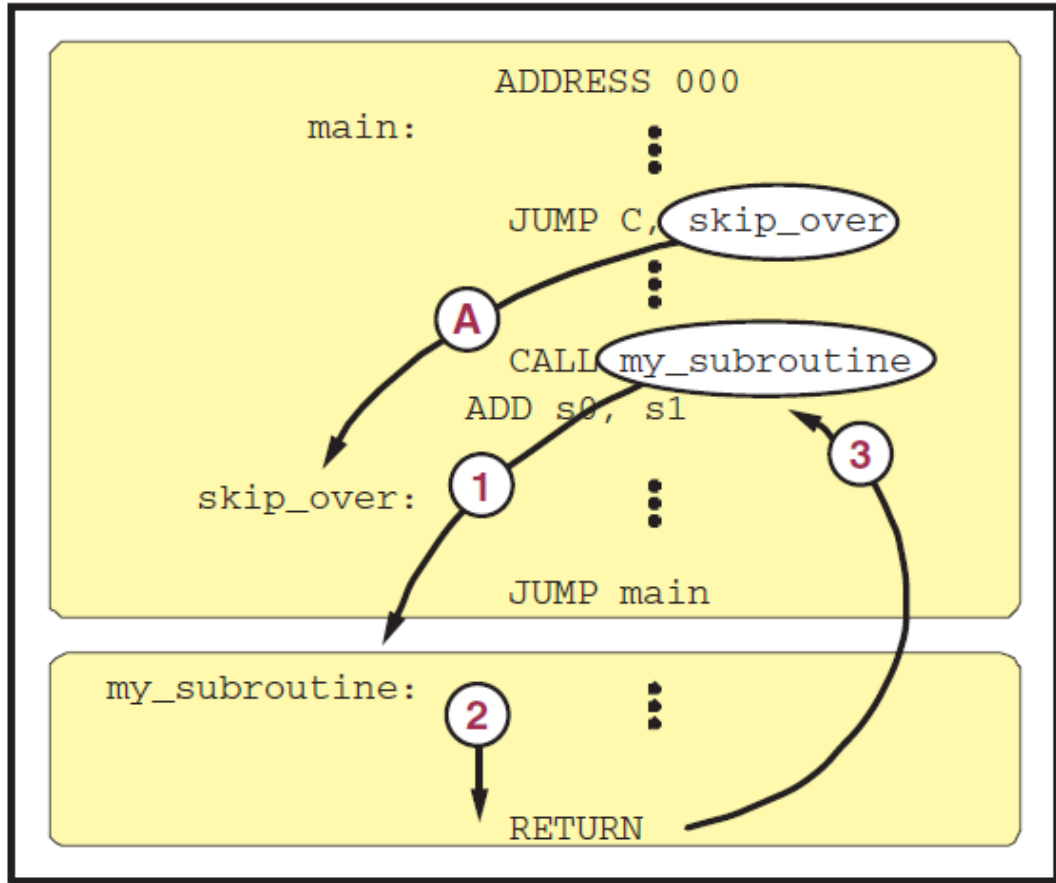 ADDRESS 000
main:
JUMP C, skip_over
A
CALL my_subroutine
ADD s0, s1
3
1
skip_over:
JUMP main
my_subroutine:
2
RETURN